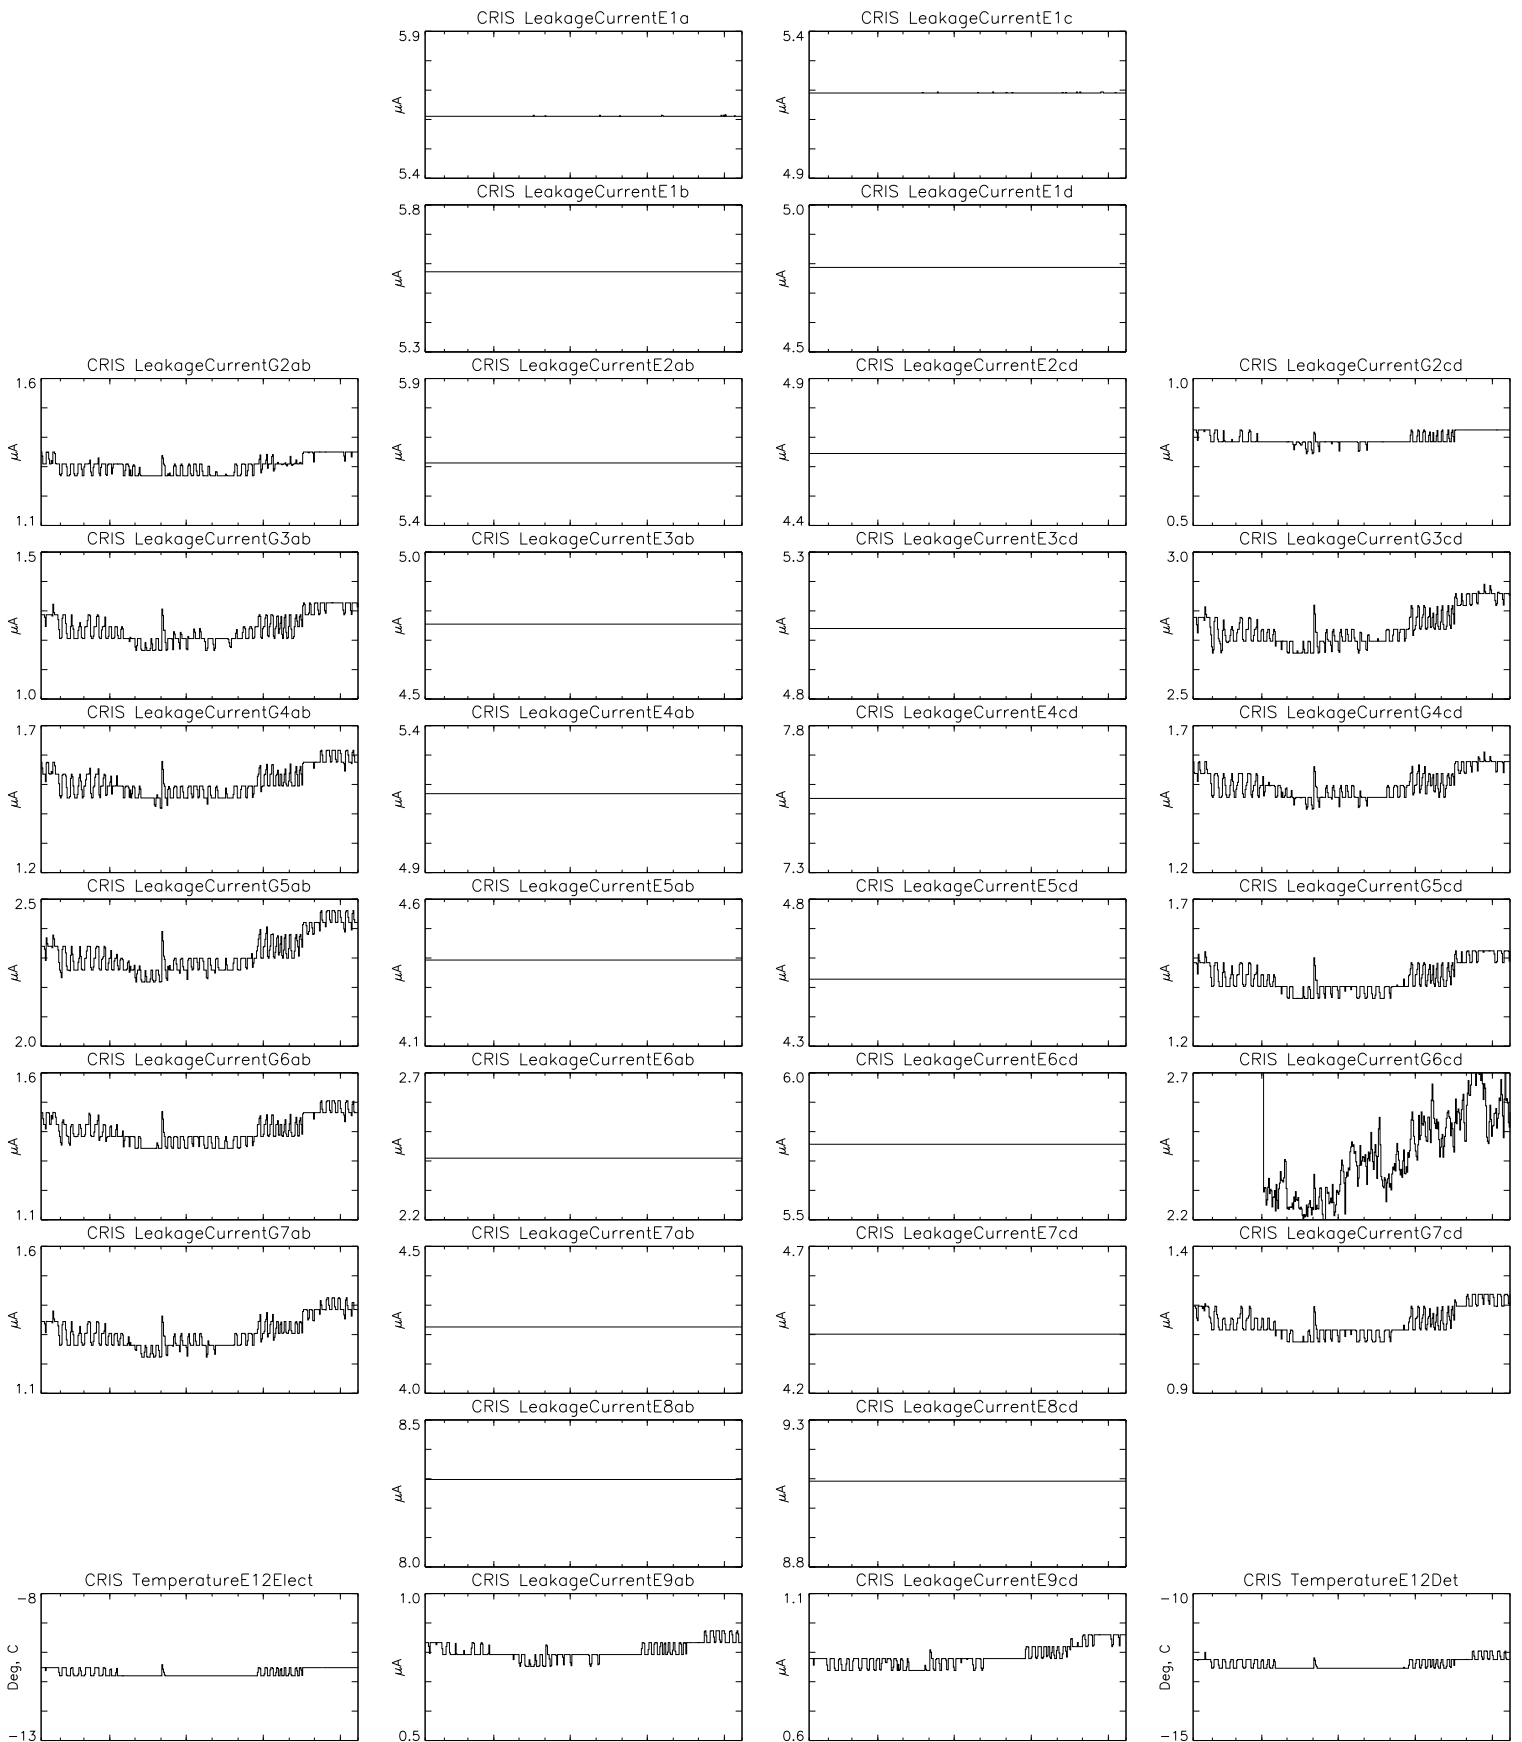 CRIS LeakageCurrentE1a
5.9
μA
5.4
CRIS LeakageCurrentE1c
5.4
μA
4.9
CRIS LeakageCurrentE1b
5.8
μA
5.3
CRIS LeakageCurrentE1d
5.0
μA
4.5
CRIS LeakageCurrentG2ab
1.6
μA
1.1
CRIS LeakageCurrentE2ab
5.9
μA
5.4
CRIS LeakageCurrentE2cd
4.9
μA
4.4
CRIS LeakageCurrentG2cd
1.0
μA
0.5
CRIS LeakageCurrentG3ab
1.5
μA
1.0
CRIS LeakageCurrentE3ab
5.0
μA
4.5
CRIS LeakageCurrentE3cd
5.3
μA
4.8
CRIS LeakageCurrentG3cd
3.0
μA
2.5
CRIS LeakageCurrentG4ab
1.7
μA
1.2
CRIS LeakageCurrentE4ab
5.4
μA
4.9
CRIS LeakageCurrentE4cd
7.8
μA
7.3
CRIS LeakageCurrentG4cd
1.7
μA
1.2
CRIS LeakageCurrentG5ab
2.5
μA
2.0
CRIS LeakageCurrentE5ab
4.6
μA
4.1
CRIS LeakageCurrentE5cd
4.8
μA
4.3
CRIS LeakageCurrentG5cd
1.7
μA
1.2
CRIS LeakageCurrentG6ab
1.6
μA
1.1
CRIS LeakageCurrentE6ab
2.7
μA
2.2
CRIS LeakageCurrentE6cd
6.0
μA
5.5
CRIS LeakageCurrentG6cd
2.7
μA
2.2
CRIS LeakageCurrentG7ab
1.6
μA
1.1
CRIS LeakageCurrentE7ab
4.5
μA
4.0
CRIS LeakageCurrentE7cd
4.7
μA
4.2
CRIS LeakageCurrentG7cd
1.4
μA
0.9
CRIS LeakageCurrentE8ab
8.5
μA
8.0
CRIS LeakageCurrentE8cd
9.3
μA
8.8
CRIS TemperatureE12Elect
-8
Deg, C
-13
CRIS LeakageCurrentE9ab
1.0
μA
0.5
CRIS LeakageCurrentE9cd
1.1
μA
0.6
CRIS TemperatureE12Det
-10
Deg, C
-15